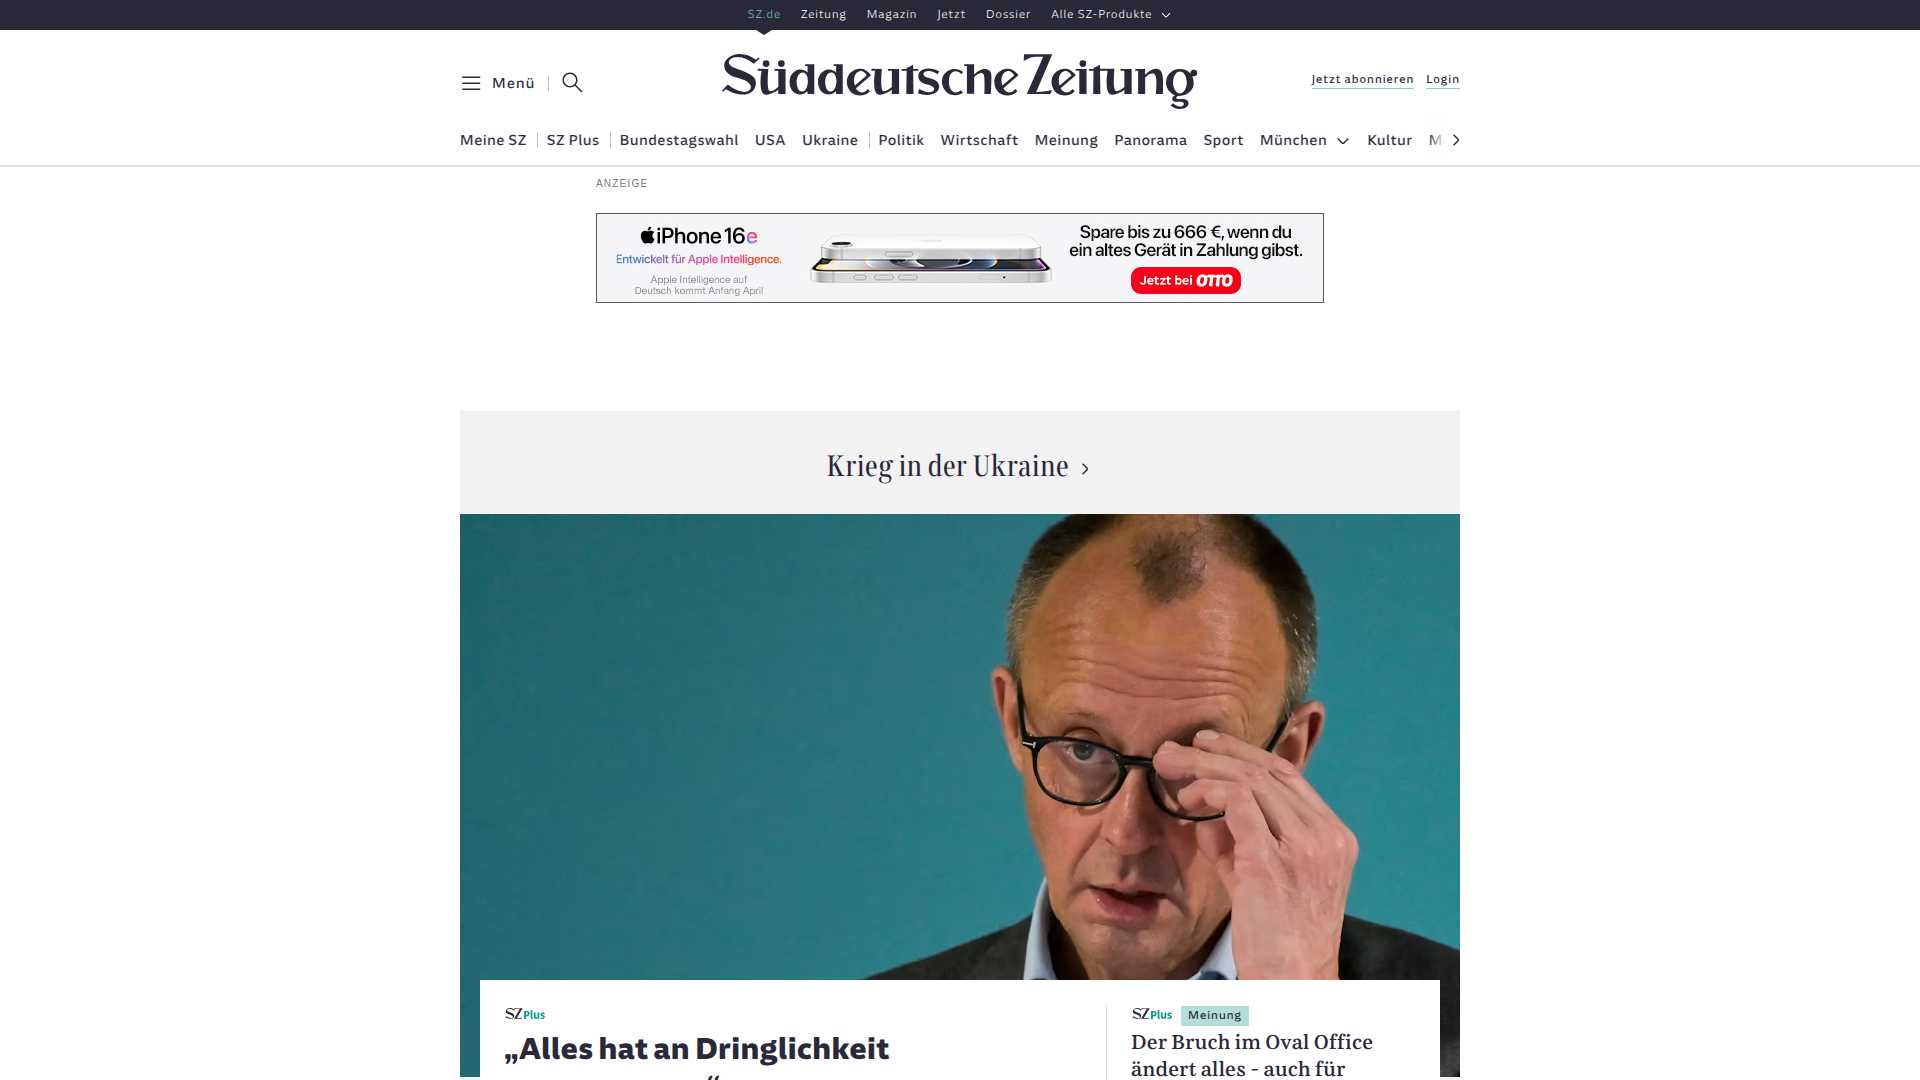 SZ.de Zeitung Magazin Jetzt Dossier Alle SZ-Produkte
Menü
Süddeutsche Zeitung
Jetzt abonnieren Login
Meine SZ SZ Plus Bundestagswahl USA Ukraine Politik Wirtschaft Meinung Panorama Sport München Kultur M
ANZEIGE
iPhone 16e
Entwickelt für Apple Intelligence.
Apple Intelligence auf
Deutsch kommt Anfang April
Spare bis zu 666 €, wenn du
ein altes Gerät in Zahlung gibst.
Jetzt bei OTTO
Krieg in der Ukraine
SZ Plus
„Alles hat an Dringlichkeit
SZ Plus Meinung
Der Bruch im Oval Office
ändert alles - auch für